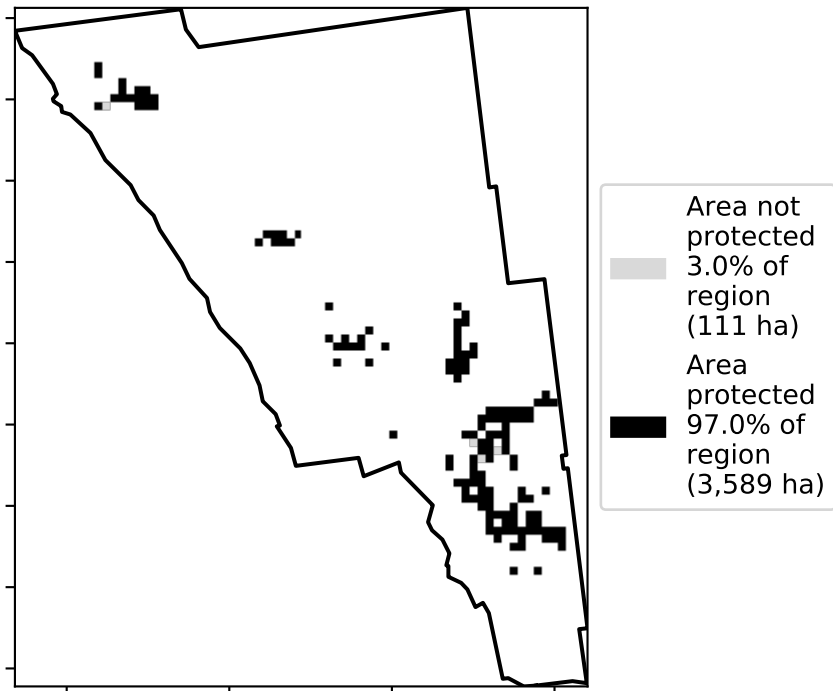 Area not
protected
3.0% of
region
(111 ha)
Area
protected
97.0% of
region
(3,589 ha)